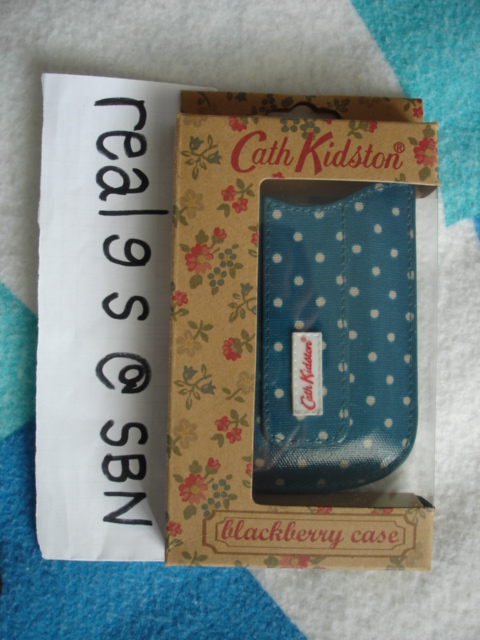 real9s@SBN
Cath Kidston®
Cath Kidston
blackberry case